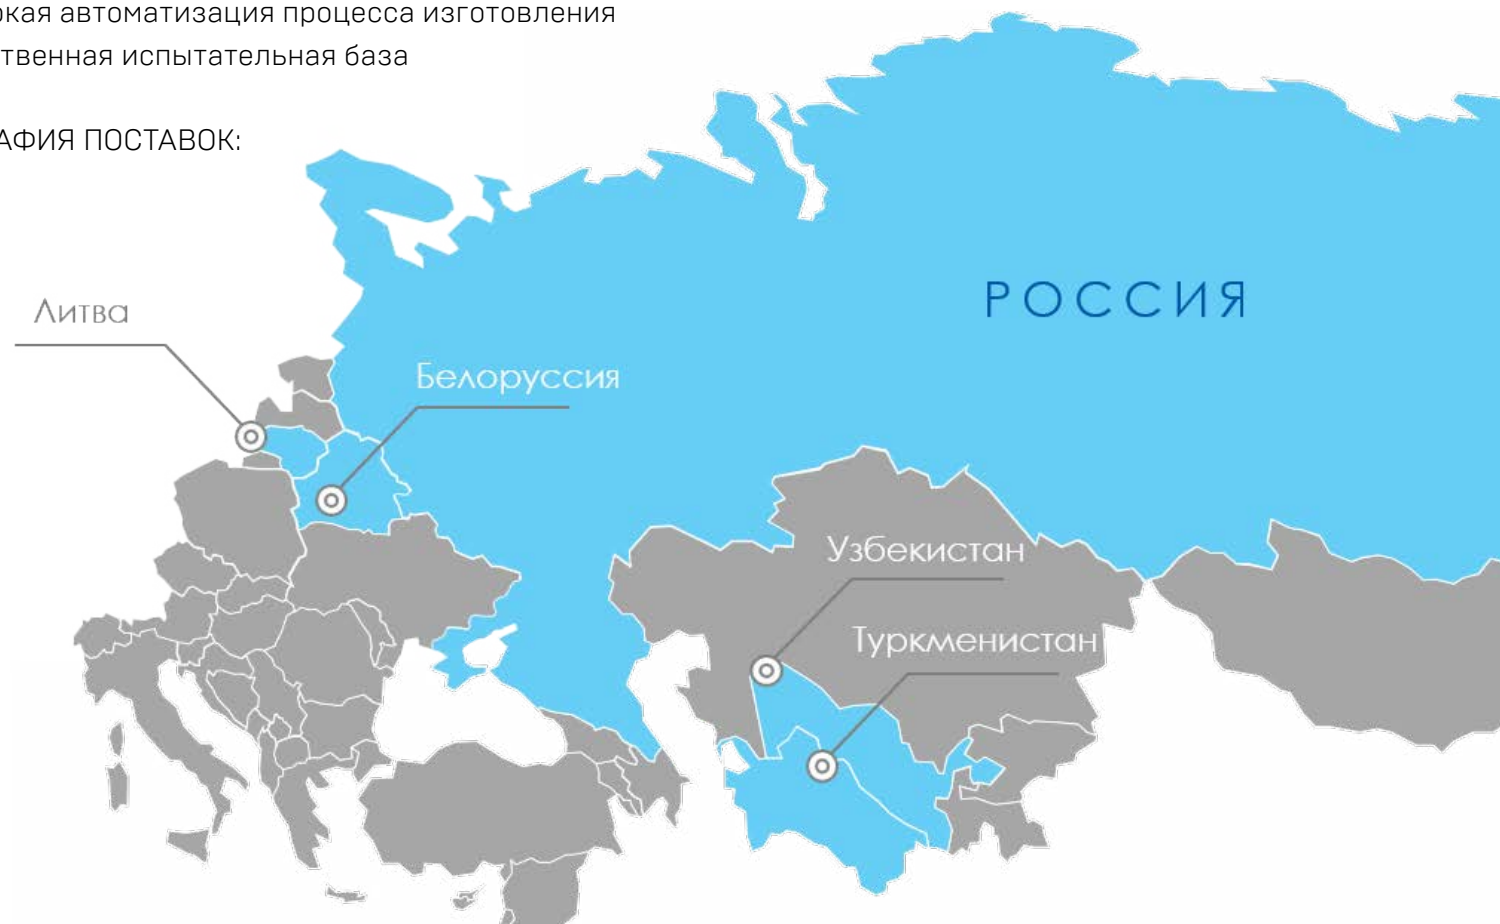 окая автоматизация процесса изготовления
твенная испытательная база
АФИЯ ПОСТАВОК:
РОССИЯ
Литва
Белоруссия
Узбекистан
Туркменистан